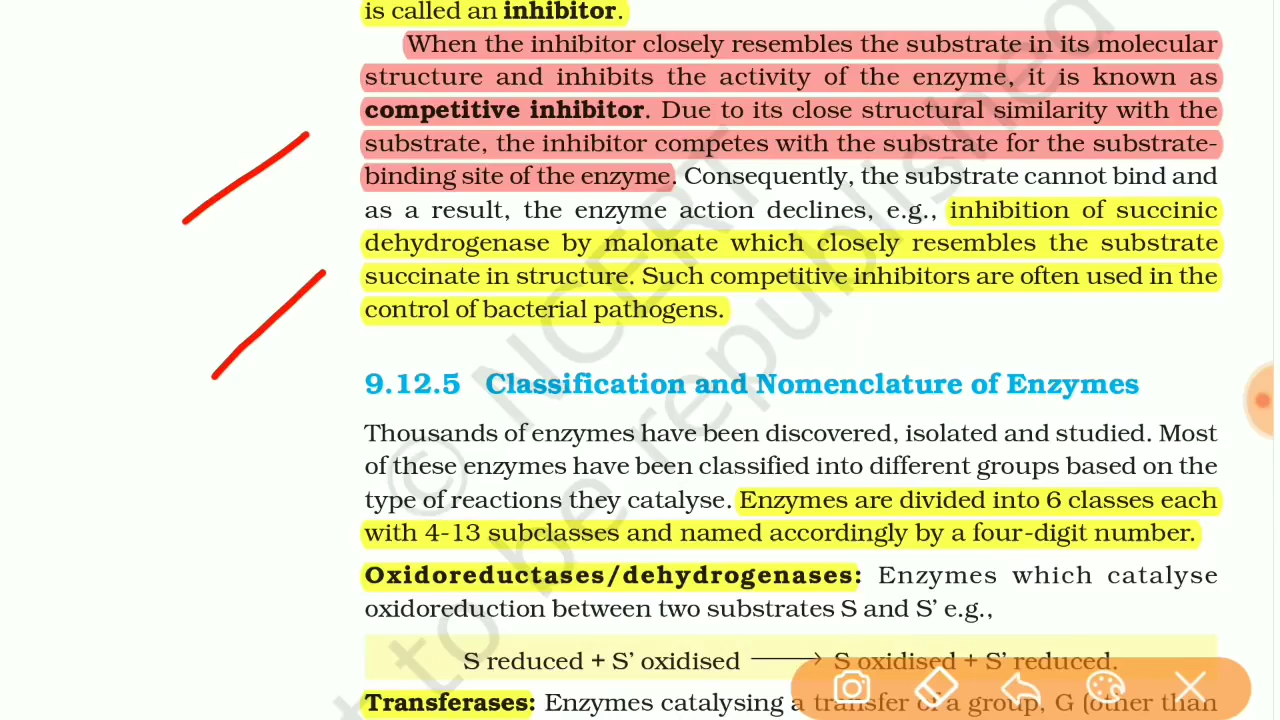 is called an inhibitor.
When the inhibitor closely resembles the substrate in its molecular
structure and inhibits the activity of the enzyme, it is known as
competitive inhibitor. Due to its close structural similarity with the
substrate, the inhibitor competes with the substrate for the substrate-
binding site of the enzyme. Consequently, the substrate cannot bind and
as a result, the enzyme action declines, e.g., inhibition of succinic
dehydrogenase by malonate which closely resembles the substrate
succinate in structure. Such competitive inhibitors are often used in the
control of bacterial pathogens.
9.12.5 Classification and Nomenclature of Enzymes
Thousands of enzymes have been discovered, isolated and studied. Most
of these enzymes have been classified into different groups based on the
type of reactions they catalyse. Enzymes are divided into 6 classes each
with 4-13 subclasses and named accordingly by a four-digit number.
Oxidoreductases/dehydrogenases: Enzymes which catalyse
oxidoreduction between two substrates S and S’ e.g.,
S reduced + S’ oxidised ⟶ S oxidised + S’ reduced.
Transferases: Enzymes catalysing a transfer of a group, G (other than
© NCERT
t to be republished